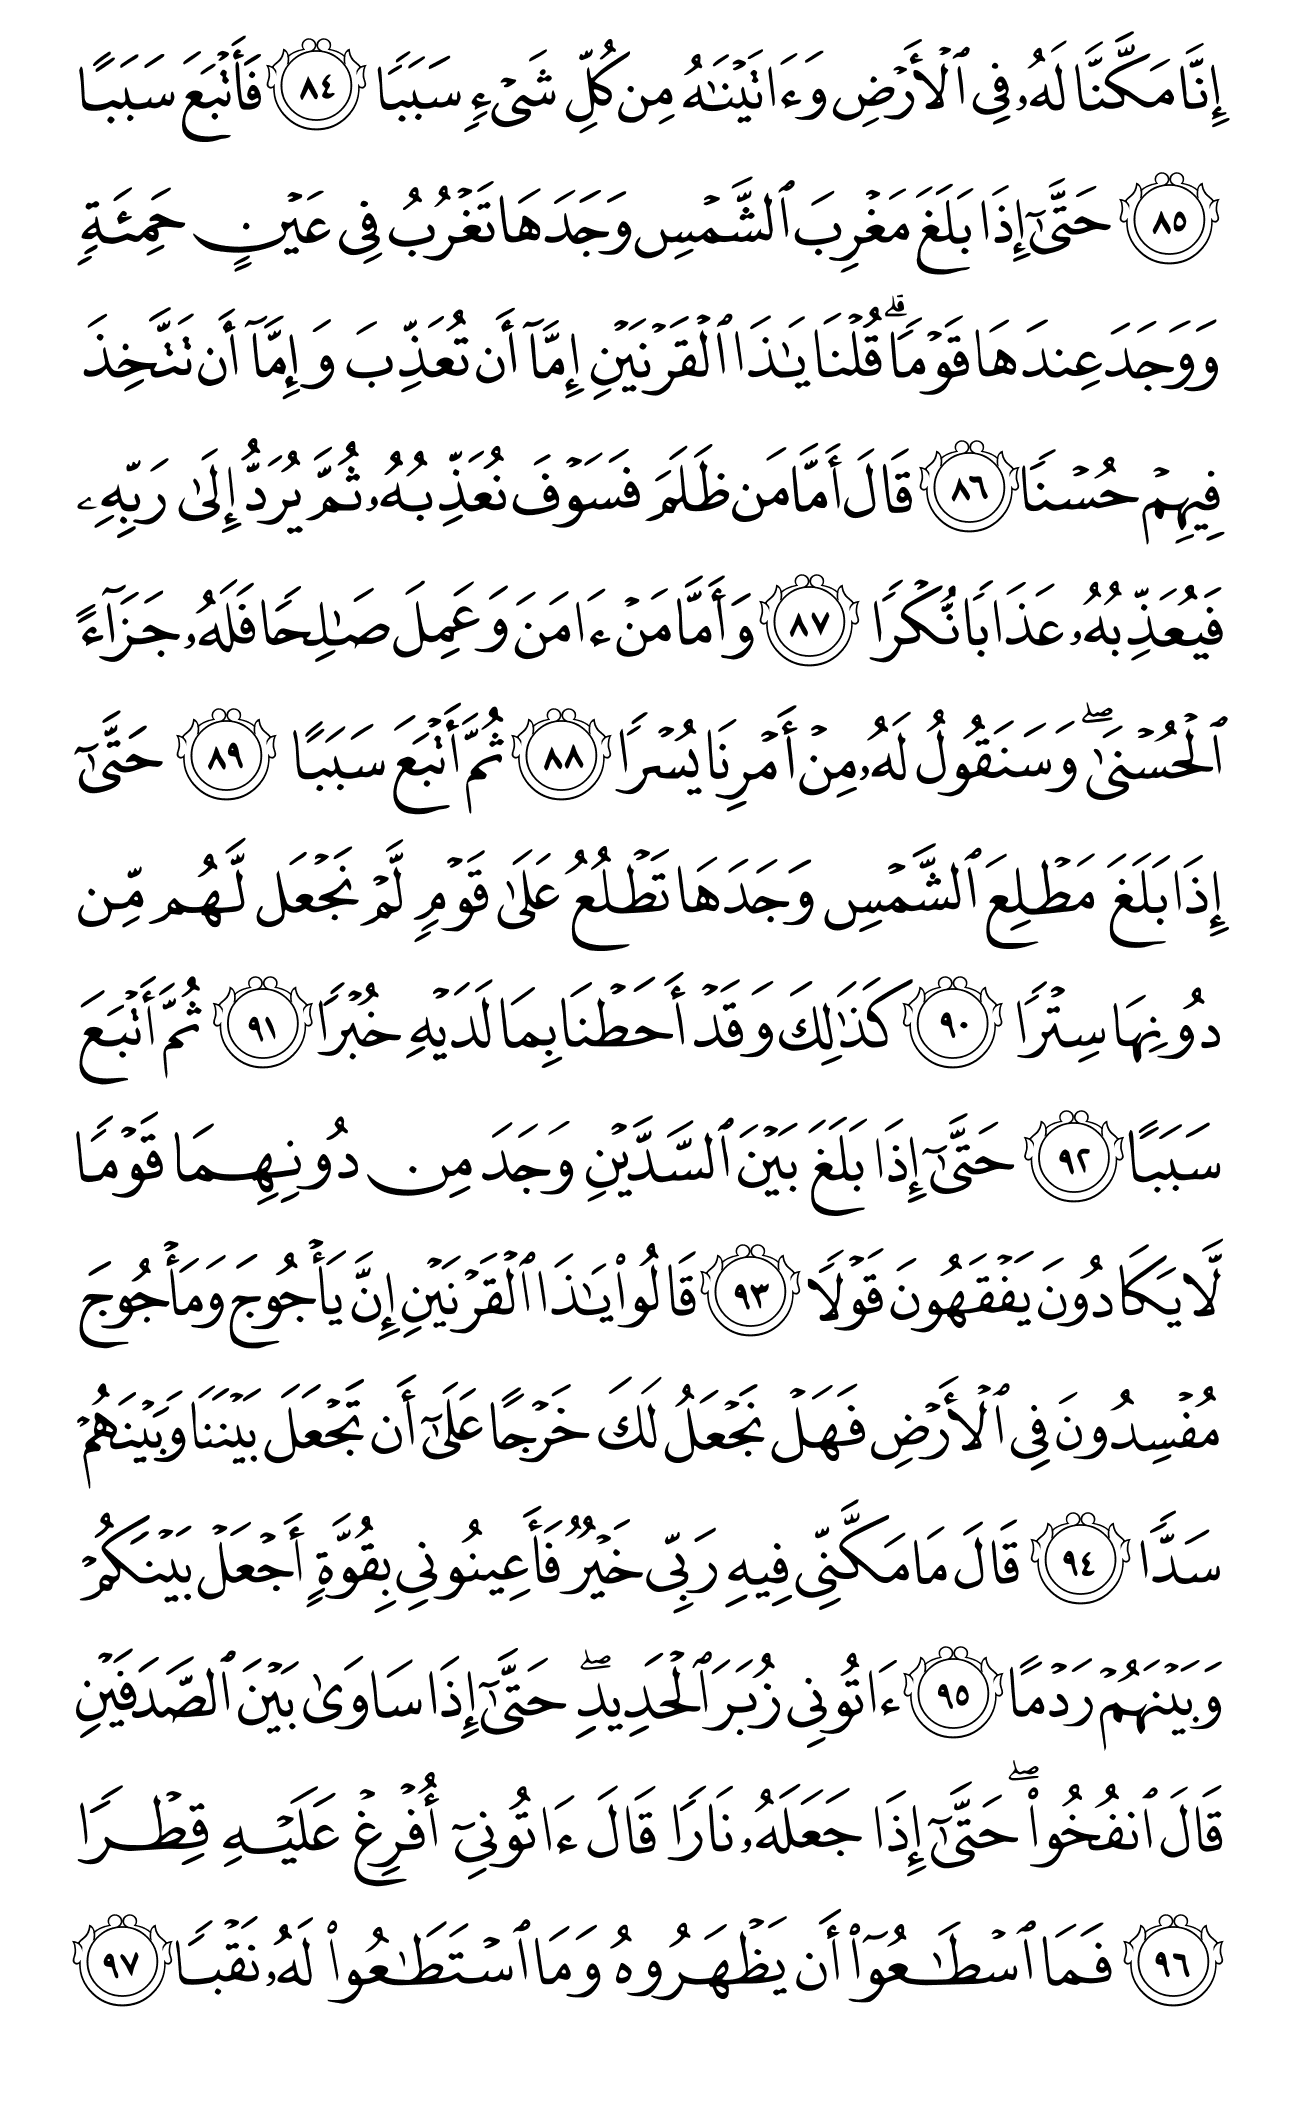 إِنَّا مَكَّنَّا لَهُۥ فِى ٱلْأَرْضِ وَءَاتَيْنَٰهُ مِن كُلِّ شَىْءٍ سَبَبًا ٨٤ فَأَتْبَعَ سَبَبًا
٨٥ حَتَّىٰٓ إِذَا بَلَغَ مَغْرِبَ ٱلشَّمْسِ وَجَدَهَا تَغْرُبُ فِى عَيْنٍ حَمِئَةٍ
وَوَجَدَ عِندَهَا قَوْمًا ۗ قُلْنَا يَٰذَا ٱلْقَرْنَيْنِ إِمَّآ أَن تُعَذِّبَ وَإِمَّآ أَن تَتَّخِذَ
فِيهِمْ حُسْنًا ٨٦ قَالَ أَمَّا مَن ظَلَمَ فَسَوْفَ نُعَذِّبُهُۥ ثُمَّ يُرَدُّ إِلَىٰ رَبِّهِۦ
فَيُعَذِّبُهُۥ عَذَابًا نُّكْرًا ٨٧ وَأَمَّا مَنْ ءَامَنَ وَعَمِلَ صَٰلِحًا فَلَهُۥ جَزَآءً
ٱلْحُسْنَىٰ ۖ وَسَنَقُولُ لَهُۥ مِنْ أَمْرِنَا يُسْرًا ٨٨ ثُمَّ أَتْبَعَ سَبَبًا ٨٩ حَتَّىٰٓ
إِذَا بَلَغَ مَطْلِعَ ٱلشَّمْسِ وَجَدَهَا تَطْلُعُ عَلَىٰ قَوْمٍ لَّمْ نَجْعَل لَّهُم مِّن
دُونِهَا سِتْرًا ٩٠ كَذَٰلِكَ وَقَدْ أَحَطْنَا بِمَا لَدَيْهِ خُبْرًا ٩١ ثُمَّ أَتْبَعَ
سَبَبًا ٩٢ حَتَّىٰٓ إِذَا بَلَغَ بَيْنَ ٱلسَّدَّيْنِ وَجَدَ مِن دُونِهِمَا قَوْمًا
لَّا يَكَادُونَ يَفْقَهُونَ قَوْلًا ٩٣ قَالُوا۟ يَٰذَا ٱلْقَرْنَيْنِ إِنَّ يَأْجُوجَ وَمَأْجُوجَ
مُفْسِدُونَ فِى ٱلْأَرْضِ فَهَلْ نَجْعَلُ لَكَ خَرْجًا عَلَىٰٓ أَن تَجْعَلَ بَيْنَنَا وَبَيْنَهُمْ
سَدًّا ٩٤ قَالَ مَا مَكَّنِّى فِيهِ رَبِّى خَيْرٌ فَأَعِينُونِى بِقُوَّةٍ أَجْعَلْ بَيْنَكُمْ
وَبَيْنَهُمْ رَدْمًا ٩٥ ءَاتُونِى زُبَرَ ٱلْحَدِيدِ ۖ حَتَّىٰٓ إِذَا سَاوَىٰ بَيْنَ ٱلصَّدَفَيْنِ
قَالَ ٱنفُخُوا۟ ۖ حَتَّىٰٓ إِذَا جَعَلَهُۥ نَارًا قَالَ ءَاتُونِىٓ أُفْرِغْ عَلَيْهِ قِطْرًا
٩٦ فَمَا ٱسْطَٰعُوٓا۟ أَن يَظْهَرُوهُ وَمَا ٱسْتَطَٰعُوا۟ لَهُۥ نَقْبًا ٩٧